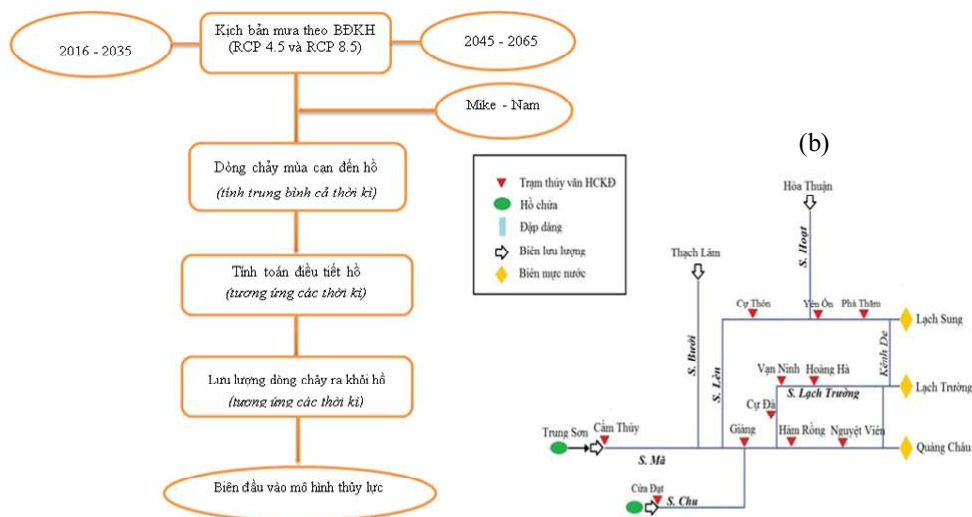 Kịch bản mưa theo BĐKH
(RCP 4.5 và RCP 8.5)
2016 - 2035
2045 - 2065
Mike - Nam
Dòng chảy mùa cạn đến hồ
(tính trung bình cả thời kì)
Tính toán điều tiết hồ
(tương ứng các thời kì)
Lưu lượng dòng chảy ra khỏi hồ
(tương ứng các thời kì)
Biên đầu vào mô hình thủy lực
(b)
Trạm thủy văn HCKĐ
Hồ chứa
Đập dâng
Biên lưu lượng
Biên mực nước
Hòa Thuận
S. Hoạt
Thạch Lâm
S. Bưởi
S. Lèn
Cự Thôn
Yên Ổn
Phà Thắm
Lạch Sung
Kênh De
Vạn Ninh
Hoàng Hà
S. Lạch Trường
Lạch Trường
Cự Đà
Trung Sơn
Cẩm Thủy
Giàng
Hàm Rồng
Nguyệt Viên
Quảng Châu
S. Mã
Cửa Đạt
S. Chu